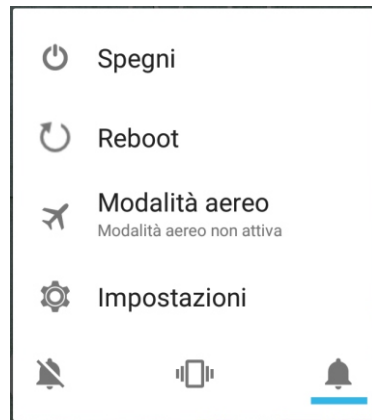 Spegni
Reboot
Modalità aereo
Modalità aereo non attiva
Impostazioni